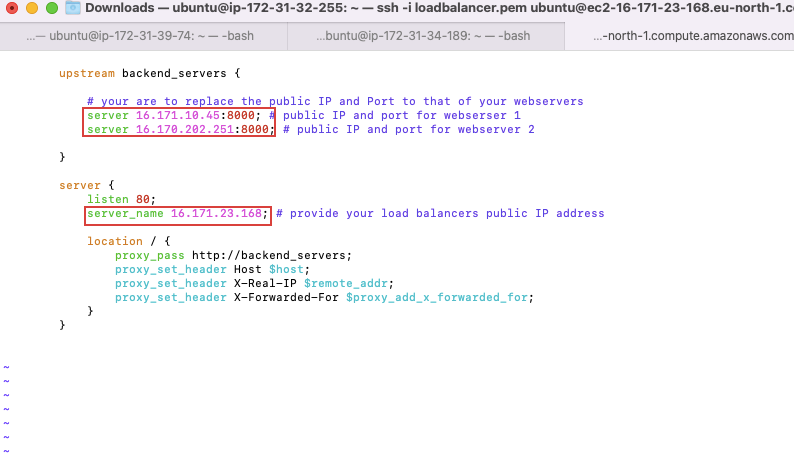 Downloads — ubuntu@ip-172-31-32-255: ~ — ssh -i loadbalancer.pem ubuntu@ec2-16-171-23-168.eu-north-1.c
...— ubuntu@ip-172-31-39-74: ~ — -bash
...buntu@ip-172-31-34-189: ~ — -bash
...-north-1.compute.amazonaws.com
upstream backend_servers {
# your are to replace the public IP and Port to that of your webservers
server 16.171.10.45:8000; # public IP and port for webserser 1
server 16.170.202.251:8000; # public IP and port for webserver 2
}
server {
listen 80;
server_name 16.171.23.168; # provide your load balancers public IP address
location / {
proxy_pass http://backend_servers;
proxy_set_header Host $host;
proxy_set_header X-Real-IP $remote_addr;
proxy_set_header X-Forwarded-For $proxy_add_x_forwarded_for;
}
}
~
~
~
~
~
~
~